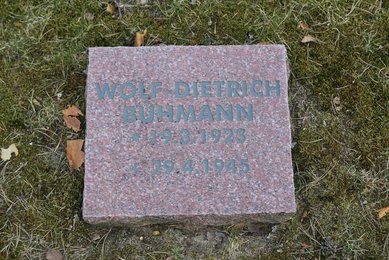 WOLF-DIETRICH
BUHMANN
* 19.3.1923
+ 29.4.1945